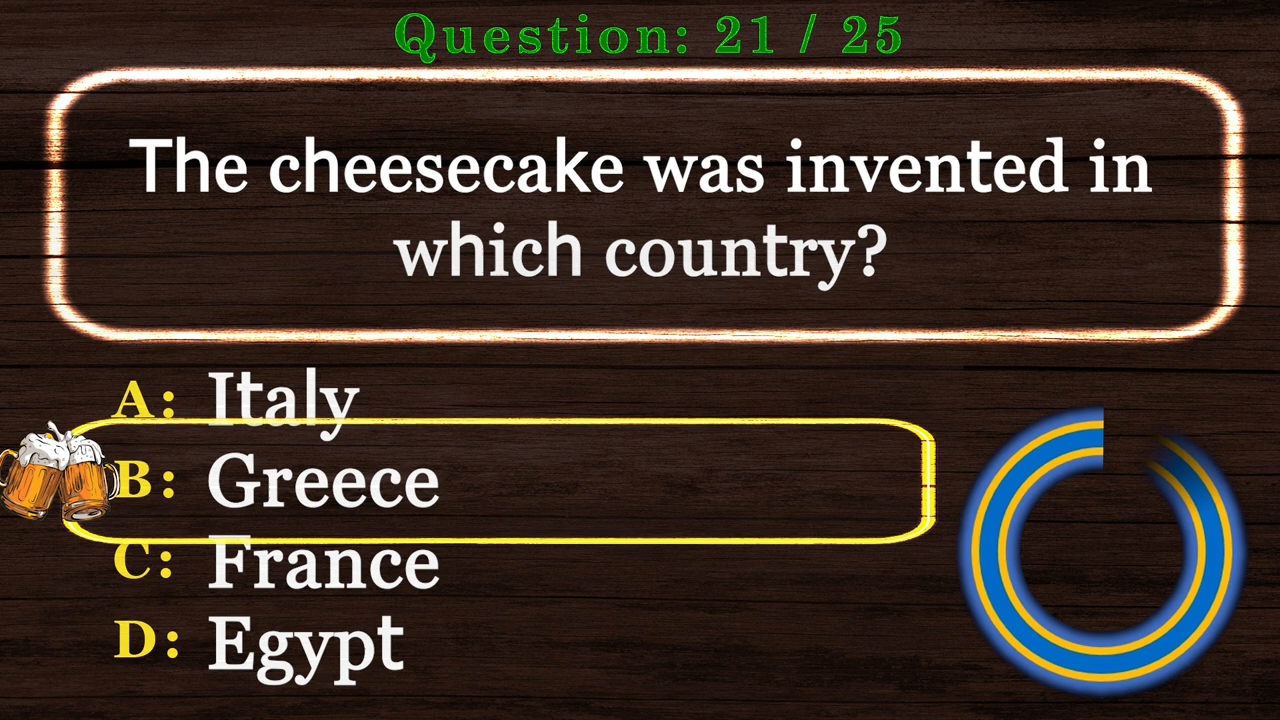 Question: 21 / 25
The cheesecake was invented in
which country?
A: Italy
B: Greece
C: France
D: Egypt